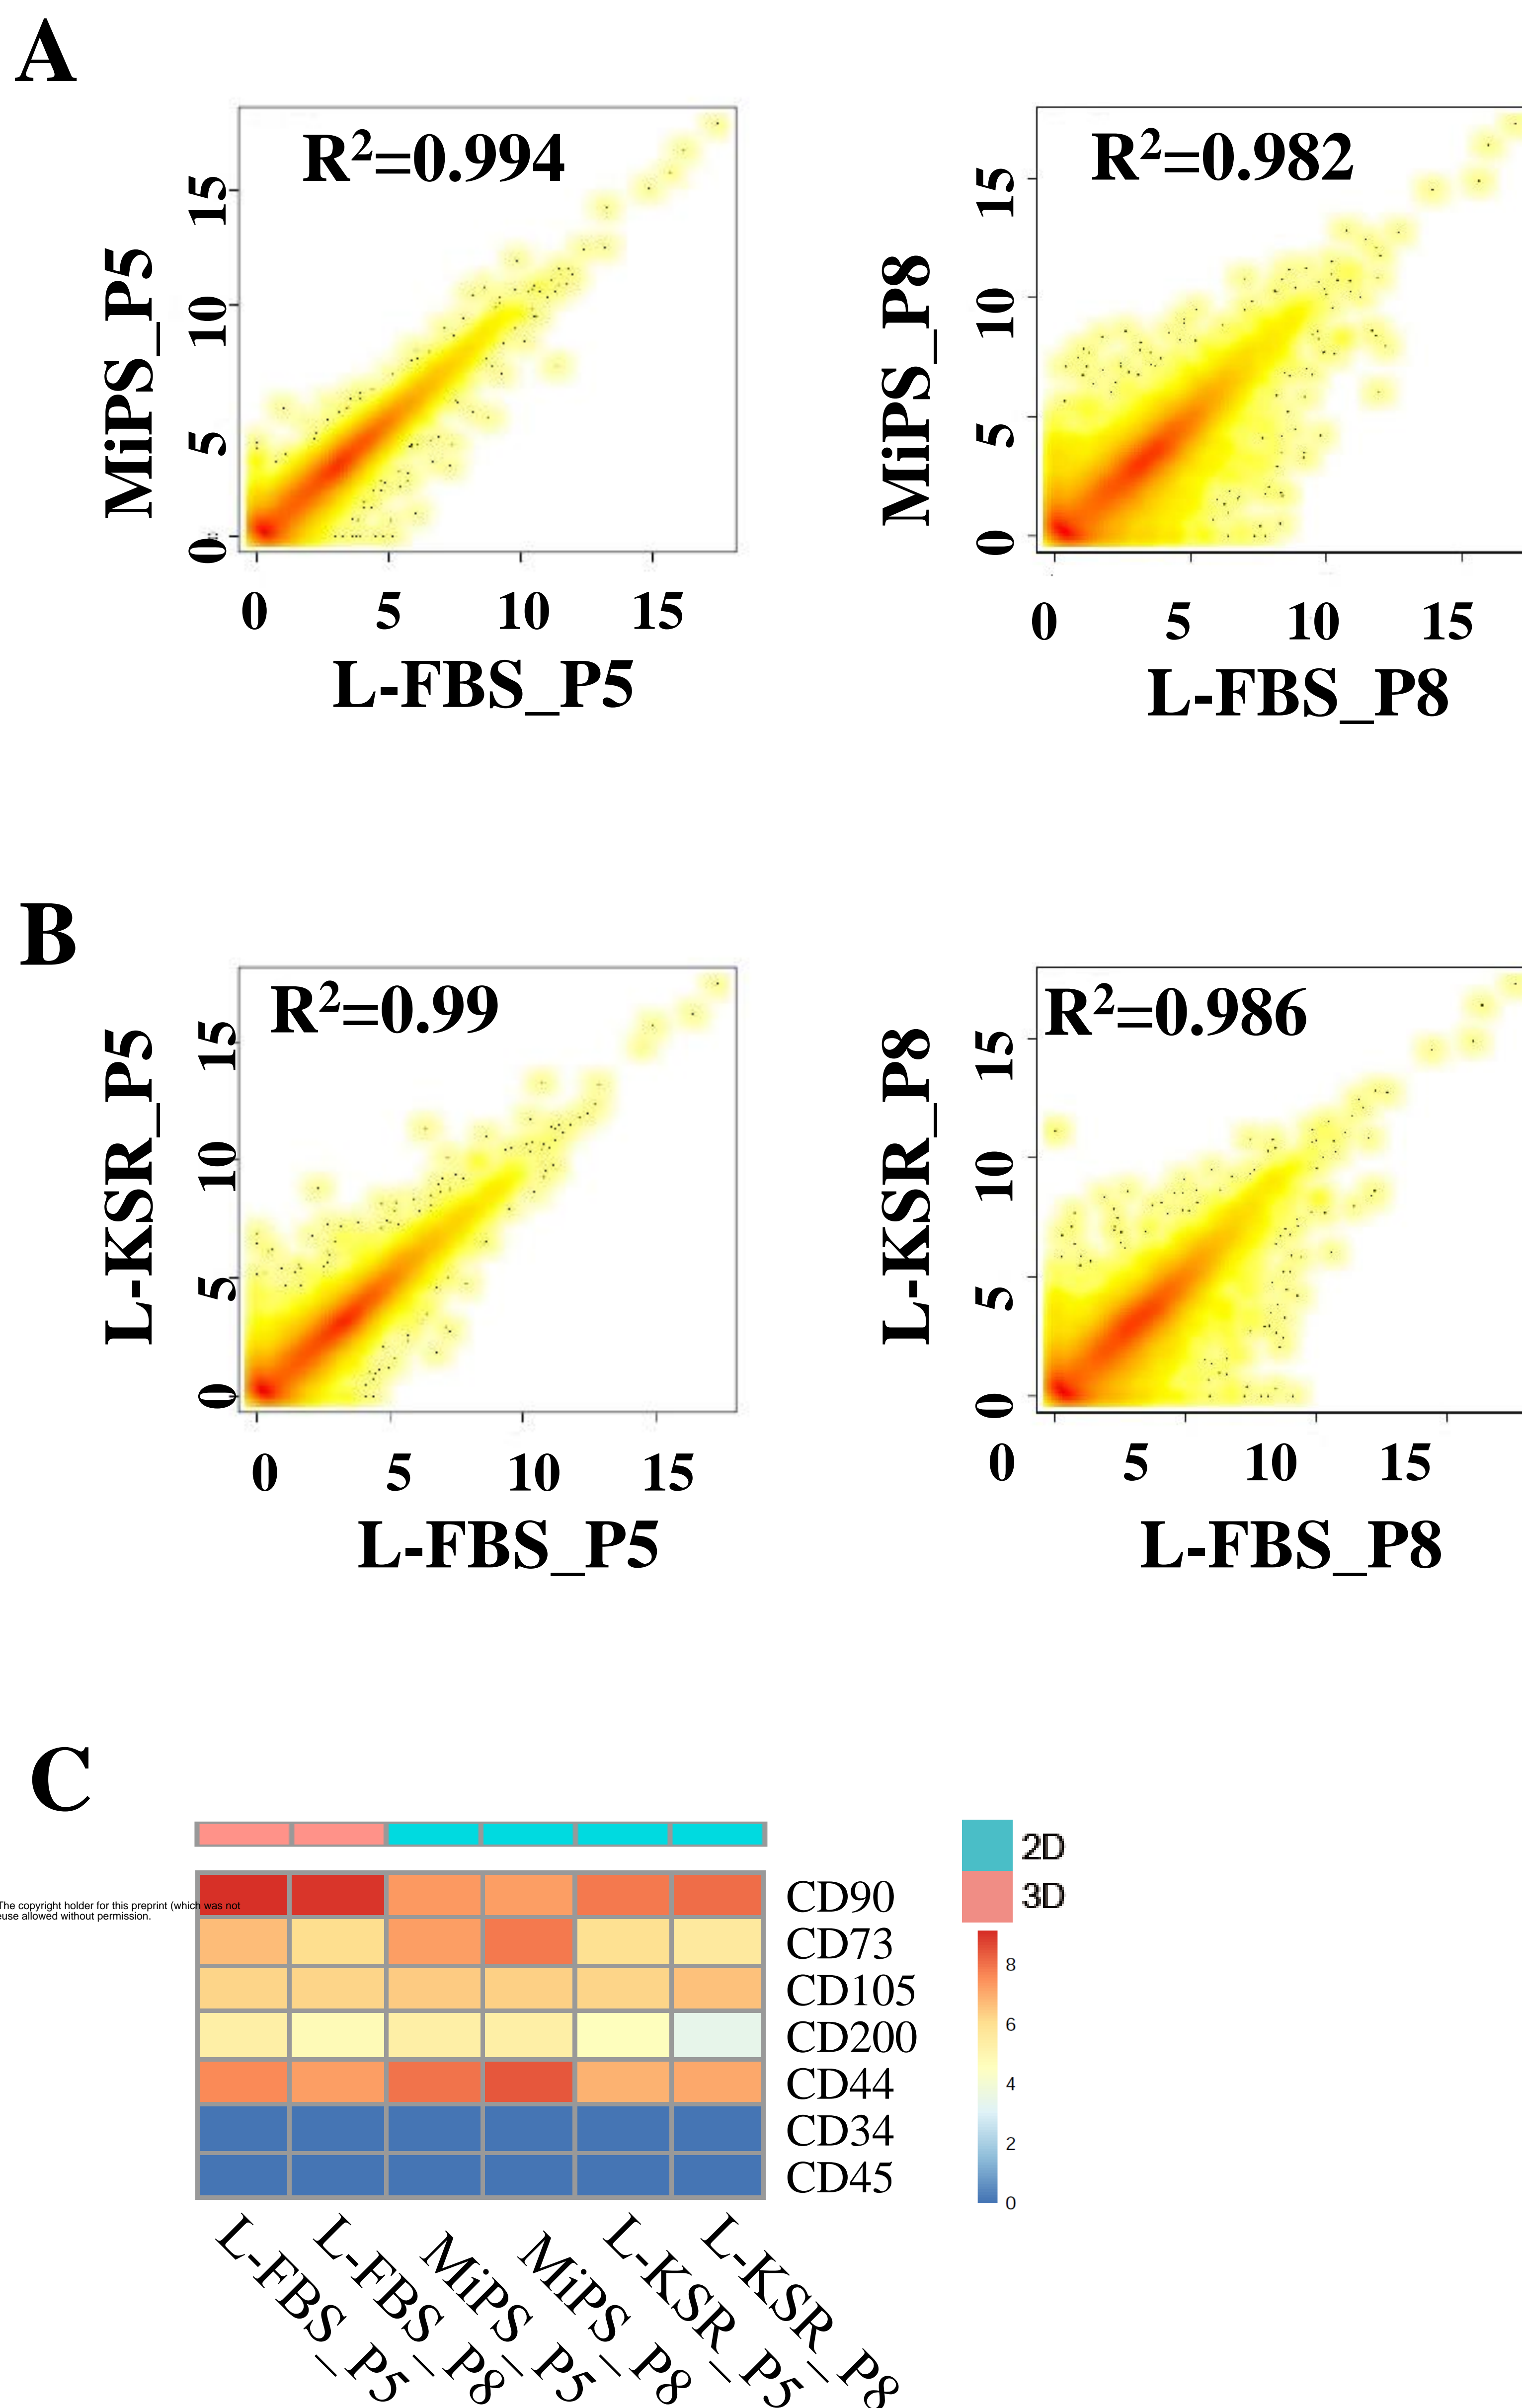 A
R²=0.994
MiPS_P5
15
10
5
0
0 5 10 15
L-FBS_P5
R²=0.982
MiPS_P8
15
10
5
0
0 5 10 15
L-FBS_P8
B
R²=0.99
L-KSR_P5
15
10
5
0
0 5 10 15
L-FBS_P5
R²=0.986
L-KSR_P8
15
10
5
0
0 5 10 15
L-FBS_P8
C
2D
3D
The copyright holder for this preprint (which was not
use allowed without permission.
CD90
CD73
CD105
CD200
CD44
CD34
CD45
8
6
4
2
0
L-FBS_P5
L-FBS_P8
MiPS_P5
MiPS_P8
L-KSR_P5
L-KSR_P8